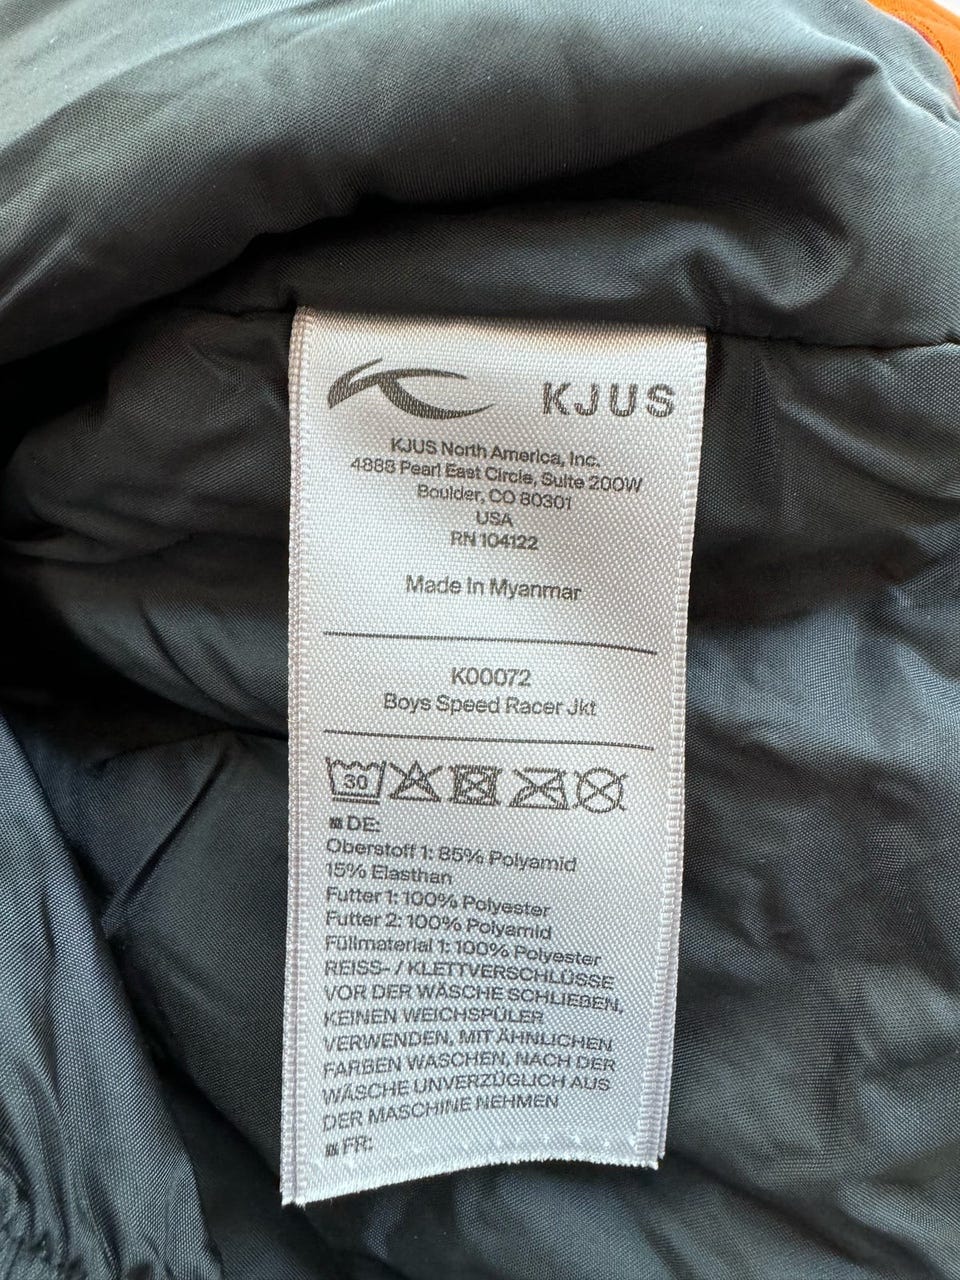 KJUS
KJUS North America, Inc.
4888 Pearl East Circle, Suite 200W
Boulder, CO 80301
USA
RN 104122
Made In Myanmar
K00072
Boys Speed Racer Jkt
30
DE:
Oberstoff 1: 85% Polyamid
15% Elasthan
Futter 1: 100% Polyester
Futter 2: 100% Polyamid
Füllmaterial 1: 100% Polyester
REISS- / KLETTVERSCHLÜSSE
VOR DER WÄSCHE SCHLIEßEN,
KEINEN WEICHSPÜLER
VERWENDEN, MIT ÄHNLICHEN
FARBEN WASCHEN, NACH DER
WÄSCHE UNVERZÜGLICH AUS
DER MASCHINE NEHMEN
FR: